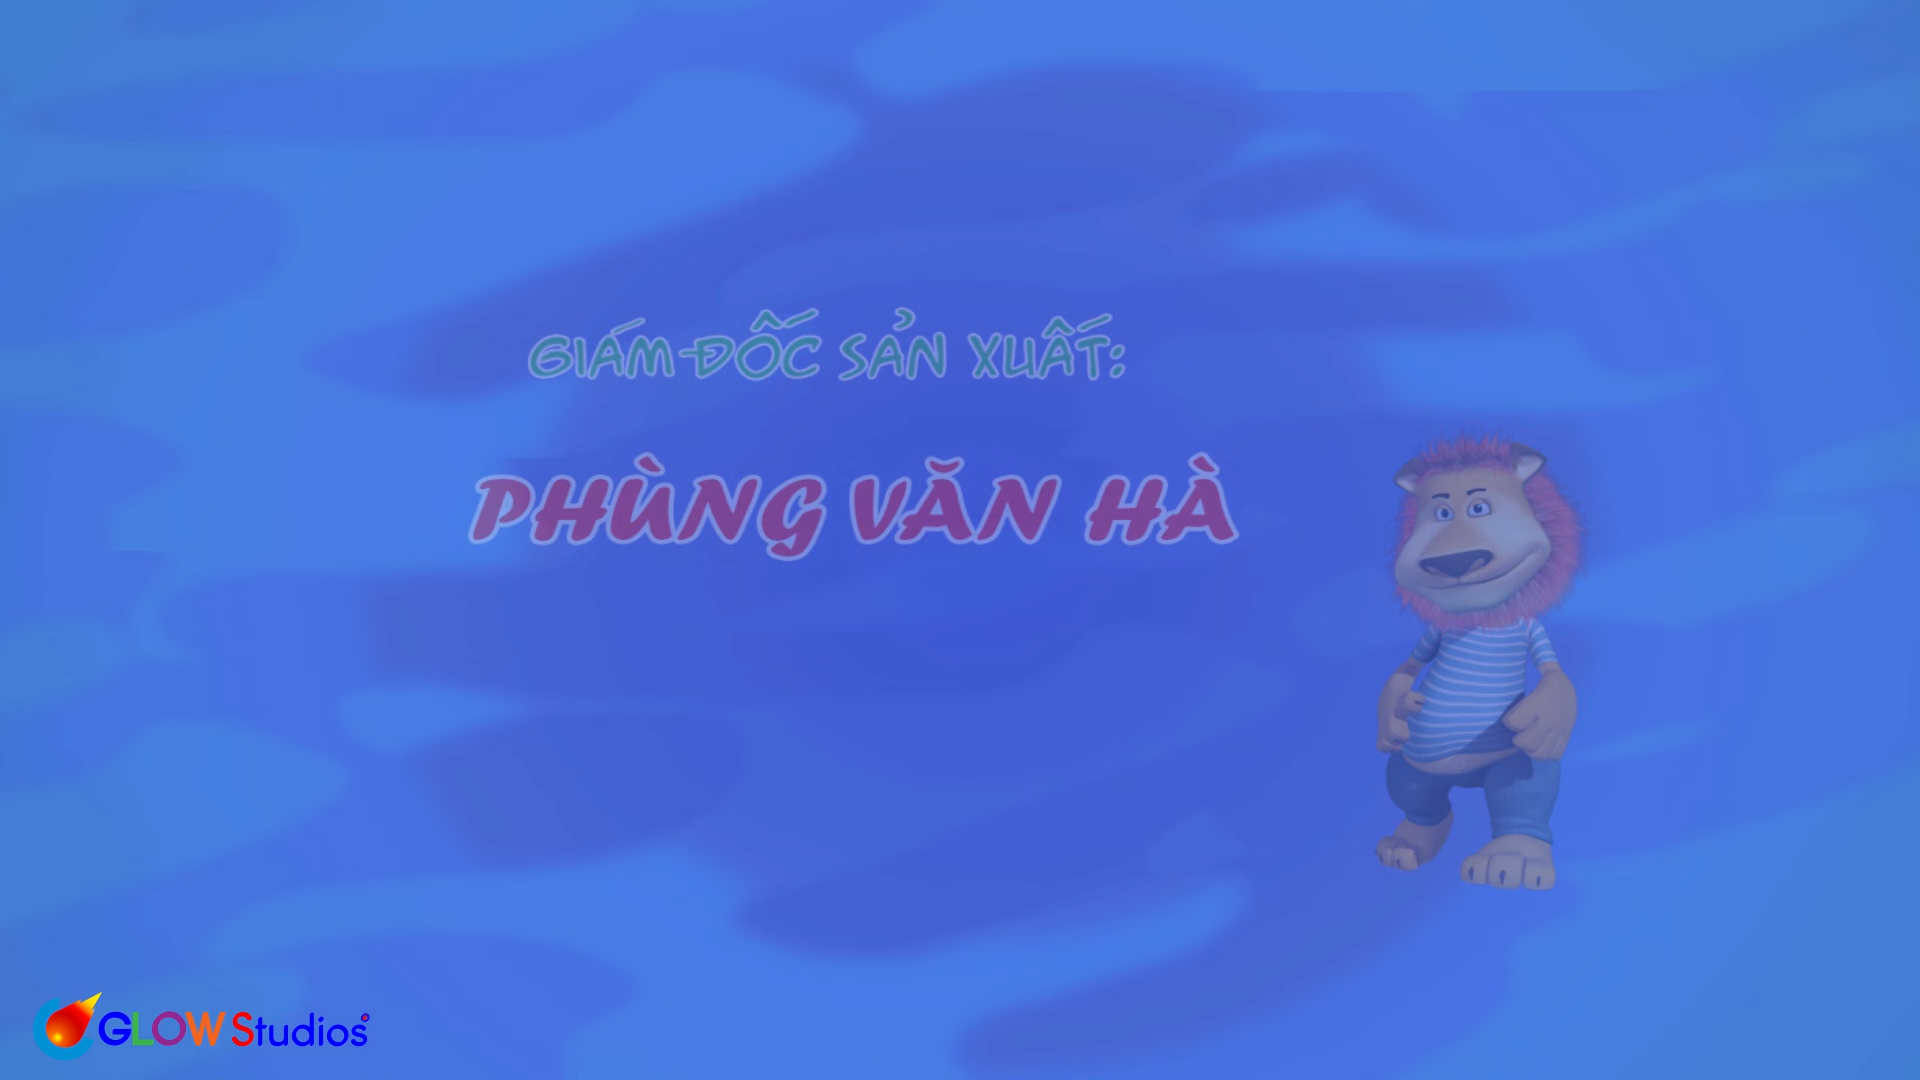 GIÁM ĐỐC SẢN XUẤT:
PHÙNG VĂN HÀ
GLOW Studios